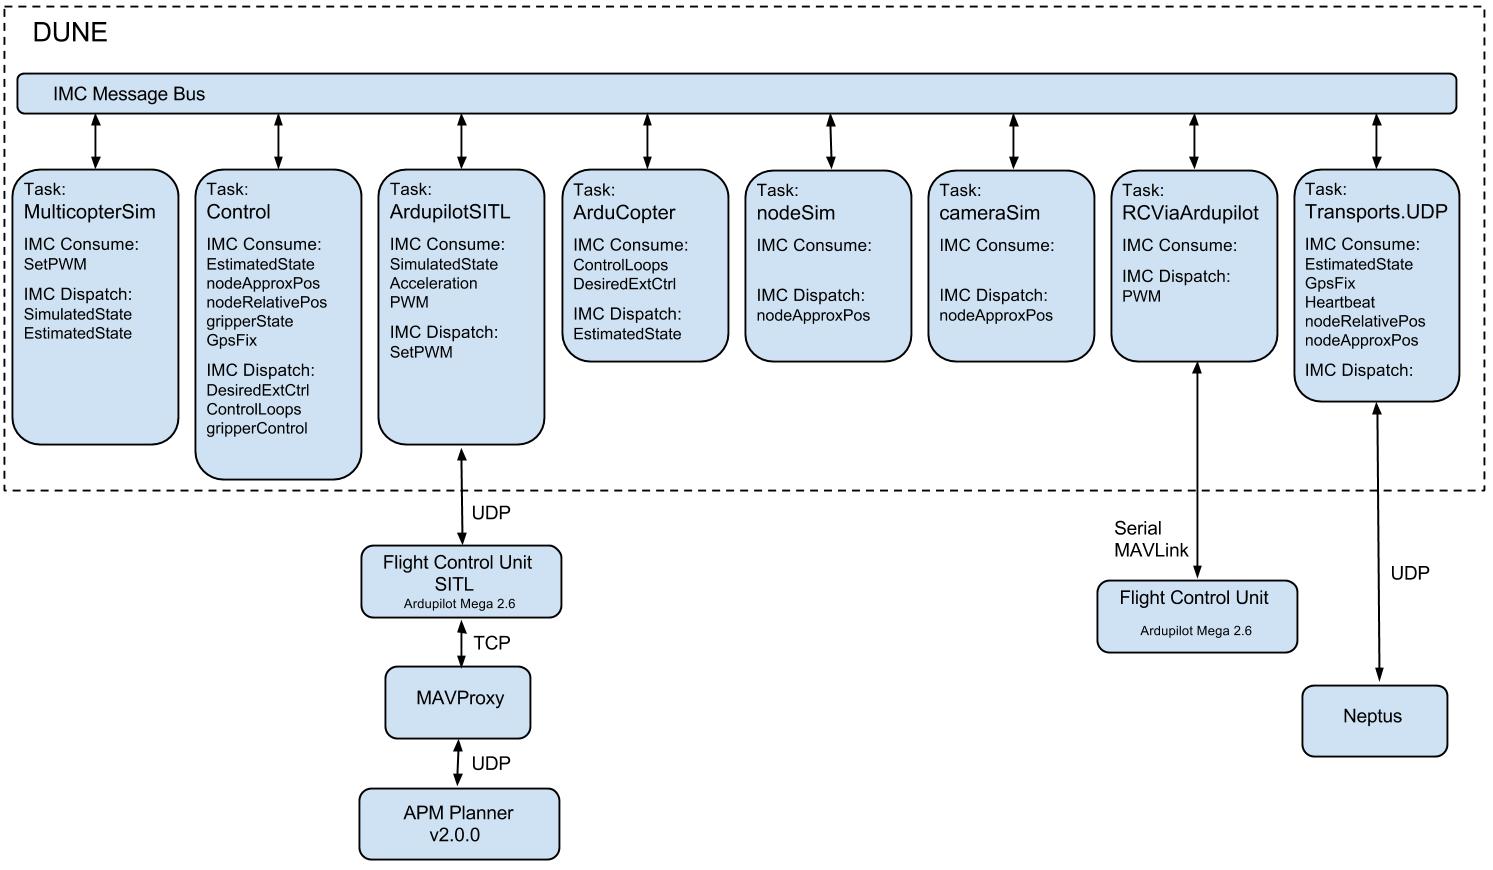 DUNE
IMC Message Bus
Task:
MulticopterSim
IMC Consume:
SetPWM
IMC Dispatch:
SimulatedState
EstimatedState
Task:
Control
IMC Consume:
EstimatedState
nodeApproxPos
nodeRelativePos
gripperState
GpsFix
IMC Dispatch:
DesiredExtCtrl
ControlLoops
gripperControl
Task:
ArdupilotSITL
IMC Consume:
SimulatedState
Acceleration
PWM
IMC Dispatch:
SetPWM
Task:
ArduCopter
IMC Consume:
ControlLoops
DesiredExtCtrl
IMC Dispatch:
EstimatedState
Task:
nodeSim
IMC Consume:
IMC Dispatch:
nodeApproxPos
Task:
cameraSim
IMC Consume:
IMC Dispatch:
nodeApproxPos
Task:
RCViaArdupilot
IMC Consume:
IMC Dispatch:
PWM
Task:
Transports.UDP
IMC Consume:
EstimatedState
GpsFix
Heartbeat
nodeRelativePos
nodeApproxPos
IMC Dispatch:
UDP
Flight Control Unit
SITL
Ardupilot Mega 2.6
TCP
MAVProxy
UDP
APM Planner
v2.0.0
Serial
MAVLink
Flight Control Unit
Ardupilot Mega 2.6
UDP
Neptus